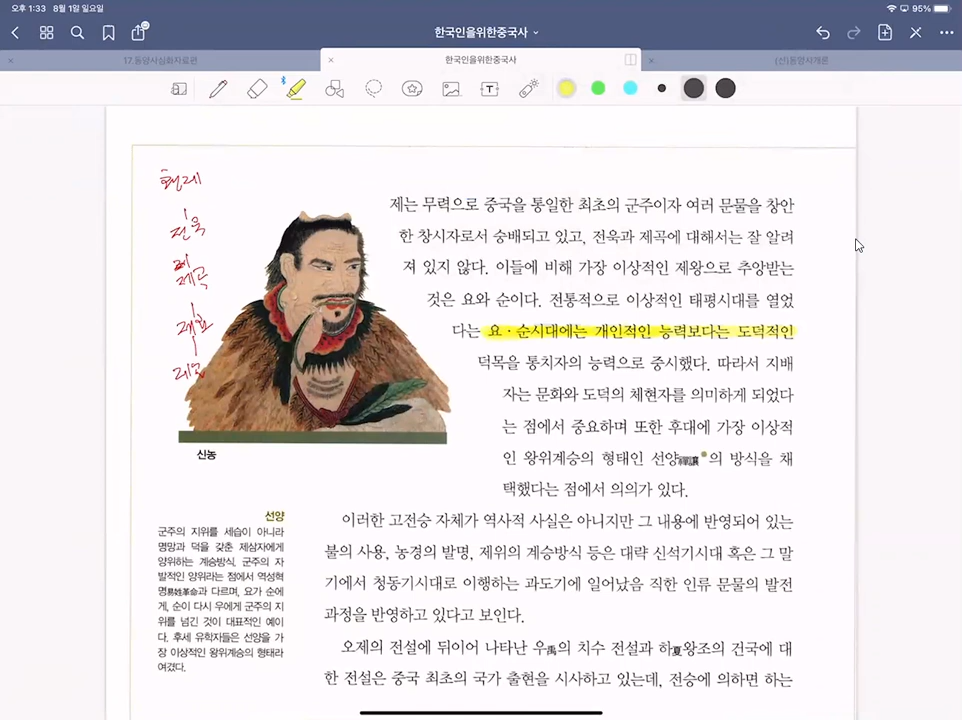 오후 1:33 8월 1일 일요일
95%
한국인을위한중국사
17.동양사심화자료편
한국인을위한중국사
(신)동양사개론
제는 무력으로 중국을 통일한 최초의 군주이자 여러 문물을 창안
한 창시자로서 숭배되고 있고, 전욱과 제곡에 대해서는 잘 알려
져 있지 않다. 이들에 비해 가장 이상적인 제왕으로 추앙받는
것은 요와 순이다. 전통적으로 이상적인 태평시대를 열었
다는 요·순시대에는 개인적인 능력보다는 도덕적인
덕목을 통치자의 능력으로 중시했다. 따라서 지배
자는 문화와 도덕의 체현자를 의미하게 되었다
는 점에서 중요하며 또한 후대에 가장 이상적
인 왕위계승의 형태인 선양禪讓의 방식을 채
택했다는 점에서 의의가 있다.
전욱
제곡
신농
이러한 고전승 자체가 역사적 사실은 아니지만 그 내용에 반영되어 있는
불의 사용, 농경의 발명, 제위의 계승방식 등은 대략 신석기시대 혹은 그 말
기에서 청동기시대로 이행하는 과도기에 일어났음 직한 인류 문물의 발전
과정을 반영하고 있다고 보인다.
오제의 전설에 뒤이어 나타난 우禹의 치수 전설과 하夏왕조의 건국에 대
한 전설은 중국 최초의 국가 출현을 시사하고 있는데, 전승에 의하면 하는
선양
군주의 지위를 세습이 아니라
명망과 덕을 갖춘 제삼자에게
양위하는 계승방식. 군주의 자
발적인 양위라는 점에서 역성혁
명易姓革命과 다르며, 요가 순에
게, 순이 다시 우에게 군주의 지
위를 넘긴 것이 대표적인 예이
다. 후세 유학자들은 선양을 가
장 이상적인 왕위계승의 형태라
여겼다.